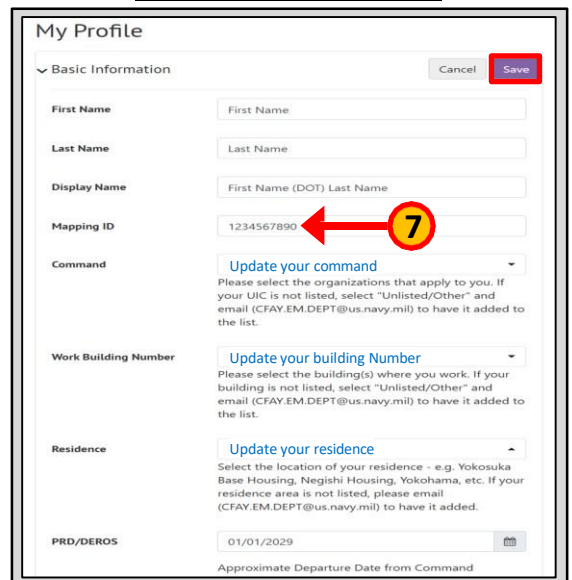 My Profile
Basic Information
Cancel
Save
First Name
First Name
Last Name
Last Name
Display Name
First Name (DOT) Last Name
Mapping ID
1234567890
7
Command
Update your command
Please select the organizations that apply to you. If
your UIC is not listed, select "Unlisted/Other" and
email (CFAY.EM.DEPT@us.navy.mil) to have it added to
the list.
Work Building Number
Update your building Number
Please select the building(s) where you work. If your
building is not listed, select "Unlisted/Other" and
email (CFAY.EM.DEPT@us.navy.mil) to have it added to
the list.
Residence
Update your residence
Select the location of your residence - e.g. Yokosuka
Base Housing, Negishi Housing, Yokohama, etc. If your
residence area is not listed, please email
(CFAY.EM.DEPT@us.navy.mil) to have it added.
PRD/DEROS
01/01/2029
Approximate Departure Date from Command